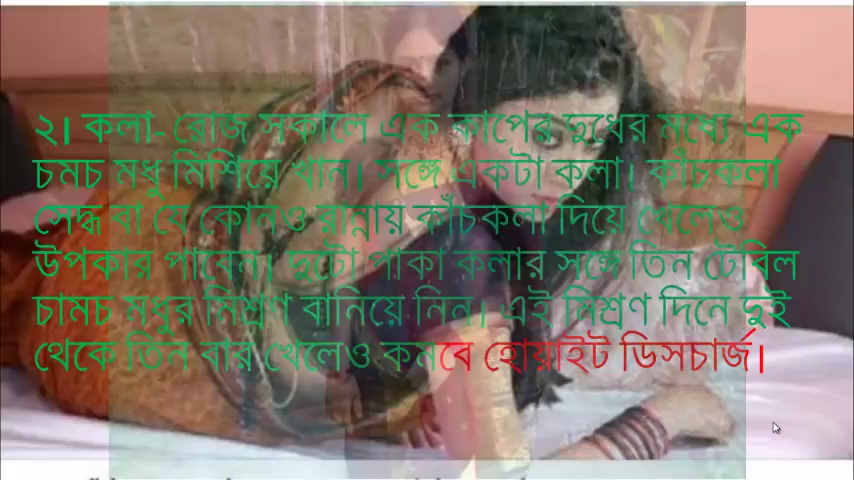 ২। কলা- রোজ সকালে এক কাপের দুধের মধ্যে এক
চমচ মধু মিশিয়ে খান। সঙ্গে একটা কলা। কাঁচকলা
সেদ্ধ বা যে কোনও রান্নায় কাঁচকলা দিয়ে খেলেও
উপকার পাবেন। দুটো পাকা কলার সঙ্গে তিন টেবিল
চামচ মধুর মিশ্রণ বানিয়ে নিন। এই মিশ্রণ দিনে দুই
থেকে তিন বার খেলেও কমবে হোয়াইট ডিসচার্জ।